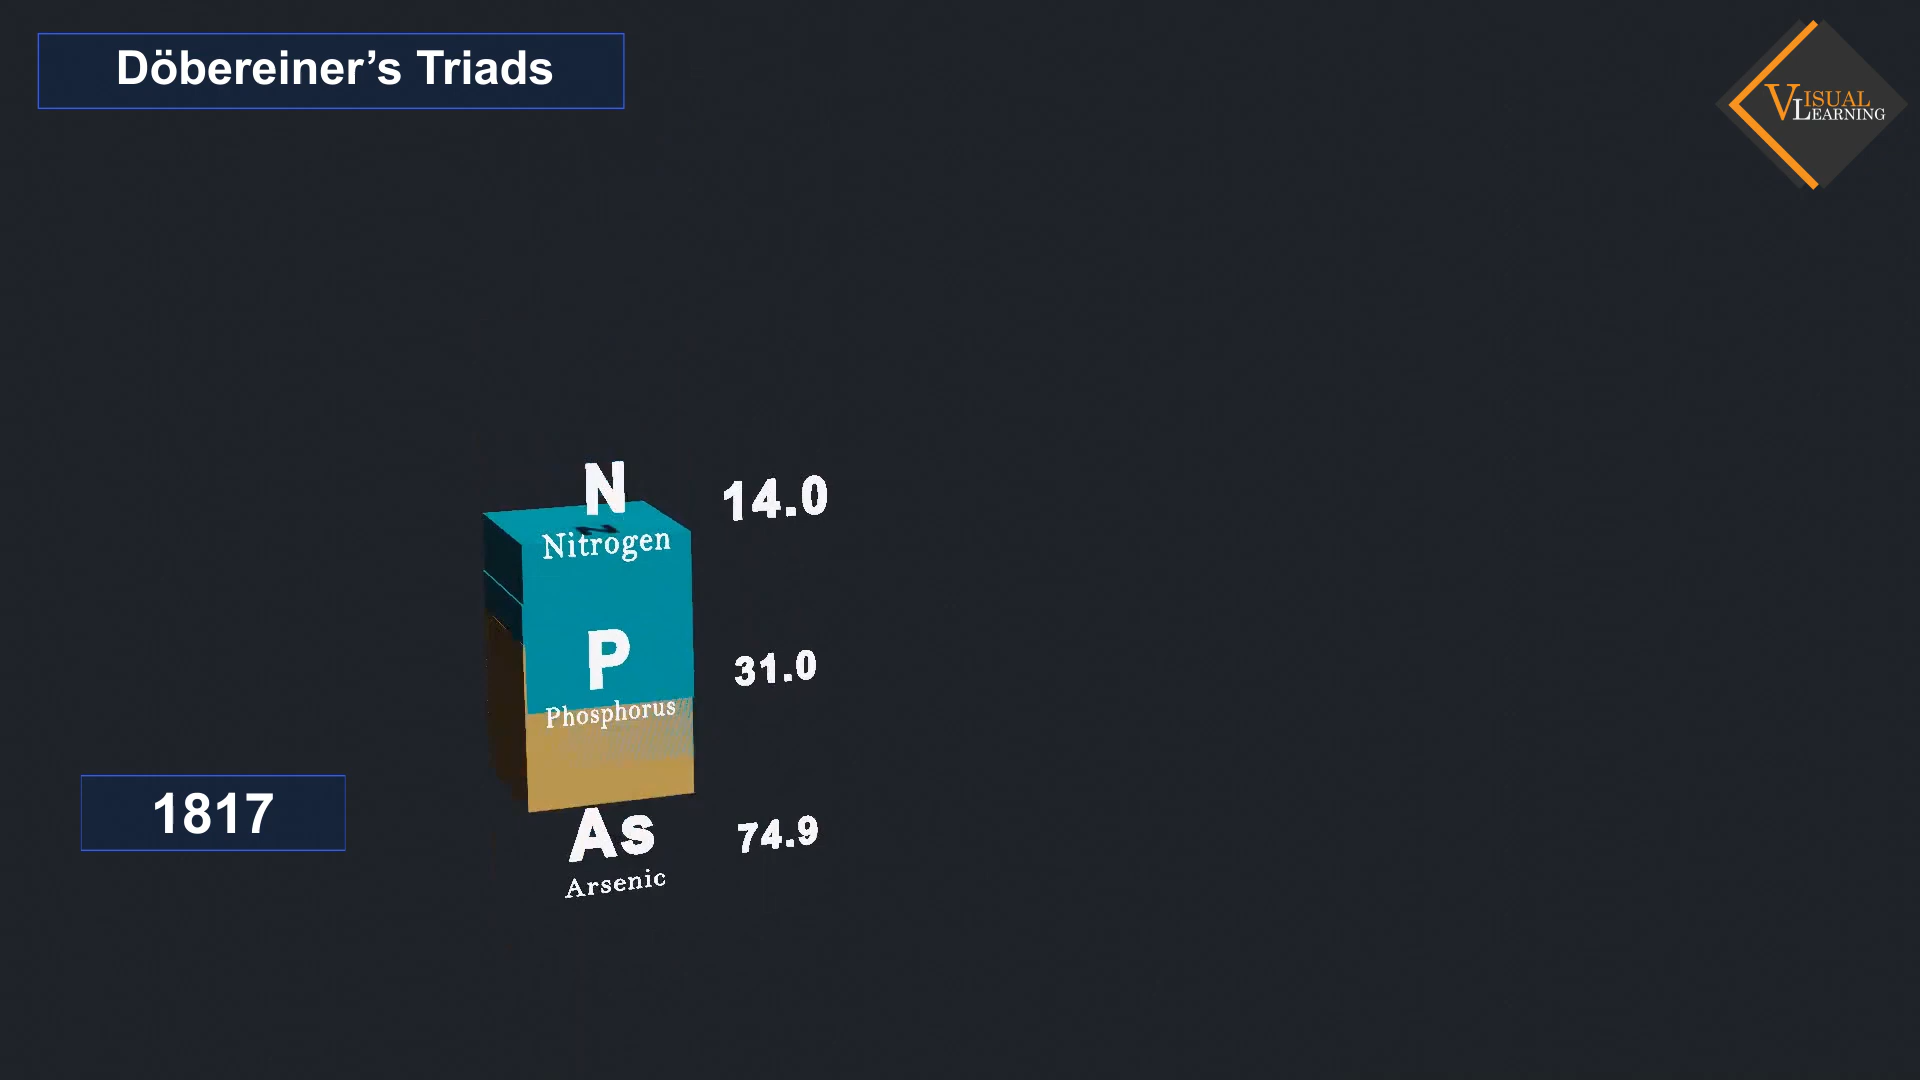 Döbereiner’s Triads
VISUAL
LEARNING
N
14.0
Nitrogen
P
31.0
Phosphorus
1817
As
74.9
Arsenic